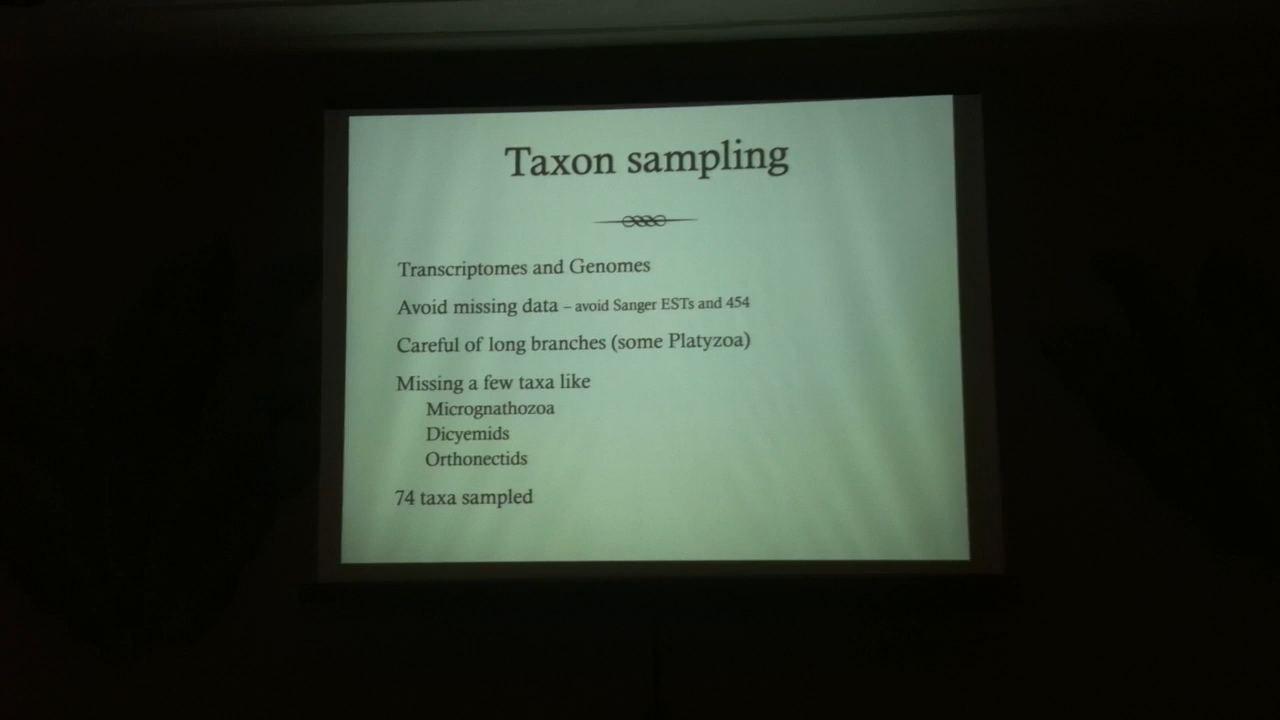 Taxon sampling
Transcriptomes and Genomes
Avoid missing data – avoid Sanger ESTs and 454
Careful of long branches (some Platyzoa)
Missing a few taxa like
Micrognathozoa
Dicyemids
Orthonectids
74 taxa sampled